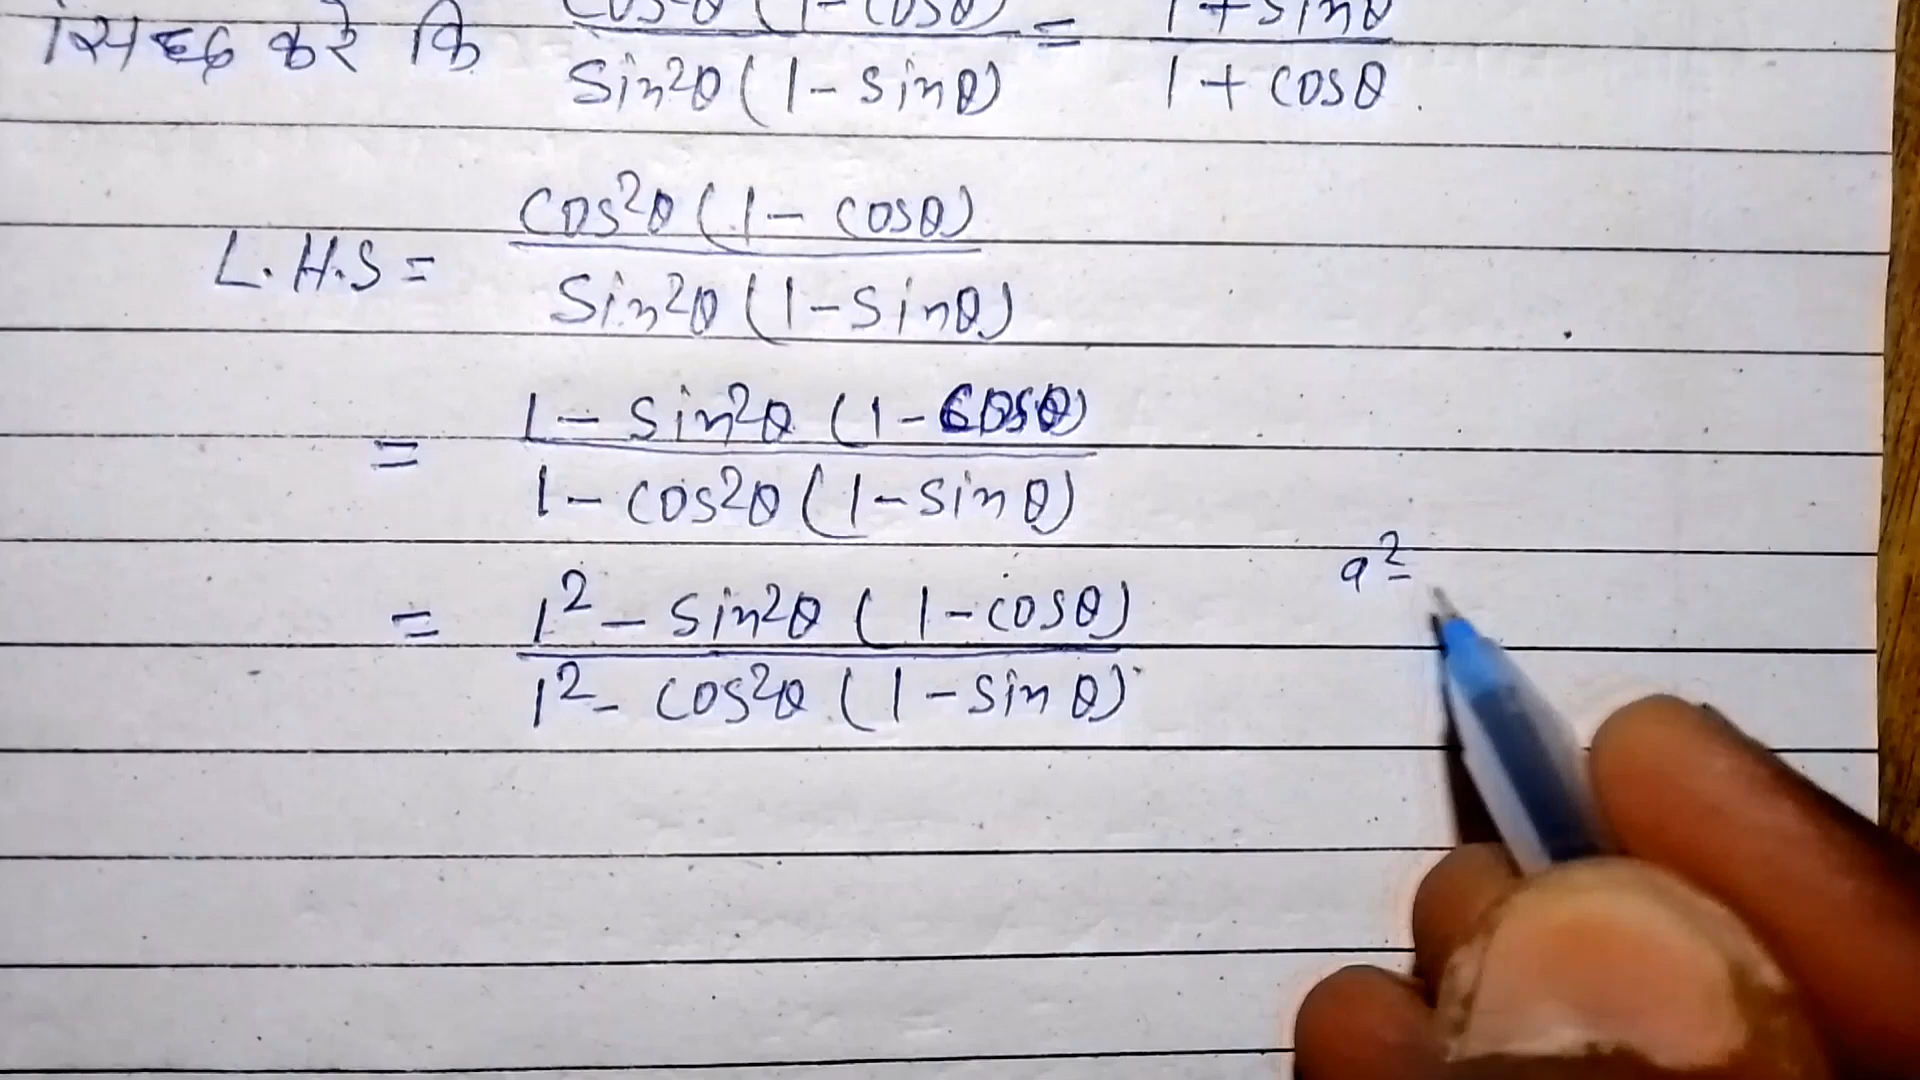 सिद्ध करे कि cos²θ (1 - cosθ) / sin²θ (1 - sinθ) = 1 + sinθ / 1 + cosθ.
L.H.S = cos²θ (1 - cosθ) / sin²θ (1 - sinθ)
= 1 - sin²θ (1 - cosθ) / 1 - cos²θ (1 - sinθ)
= 1² - sin²θ (1 - cosθ) / 1² - cos²θ (1 - sinθ)
a² -